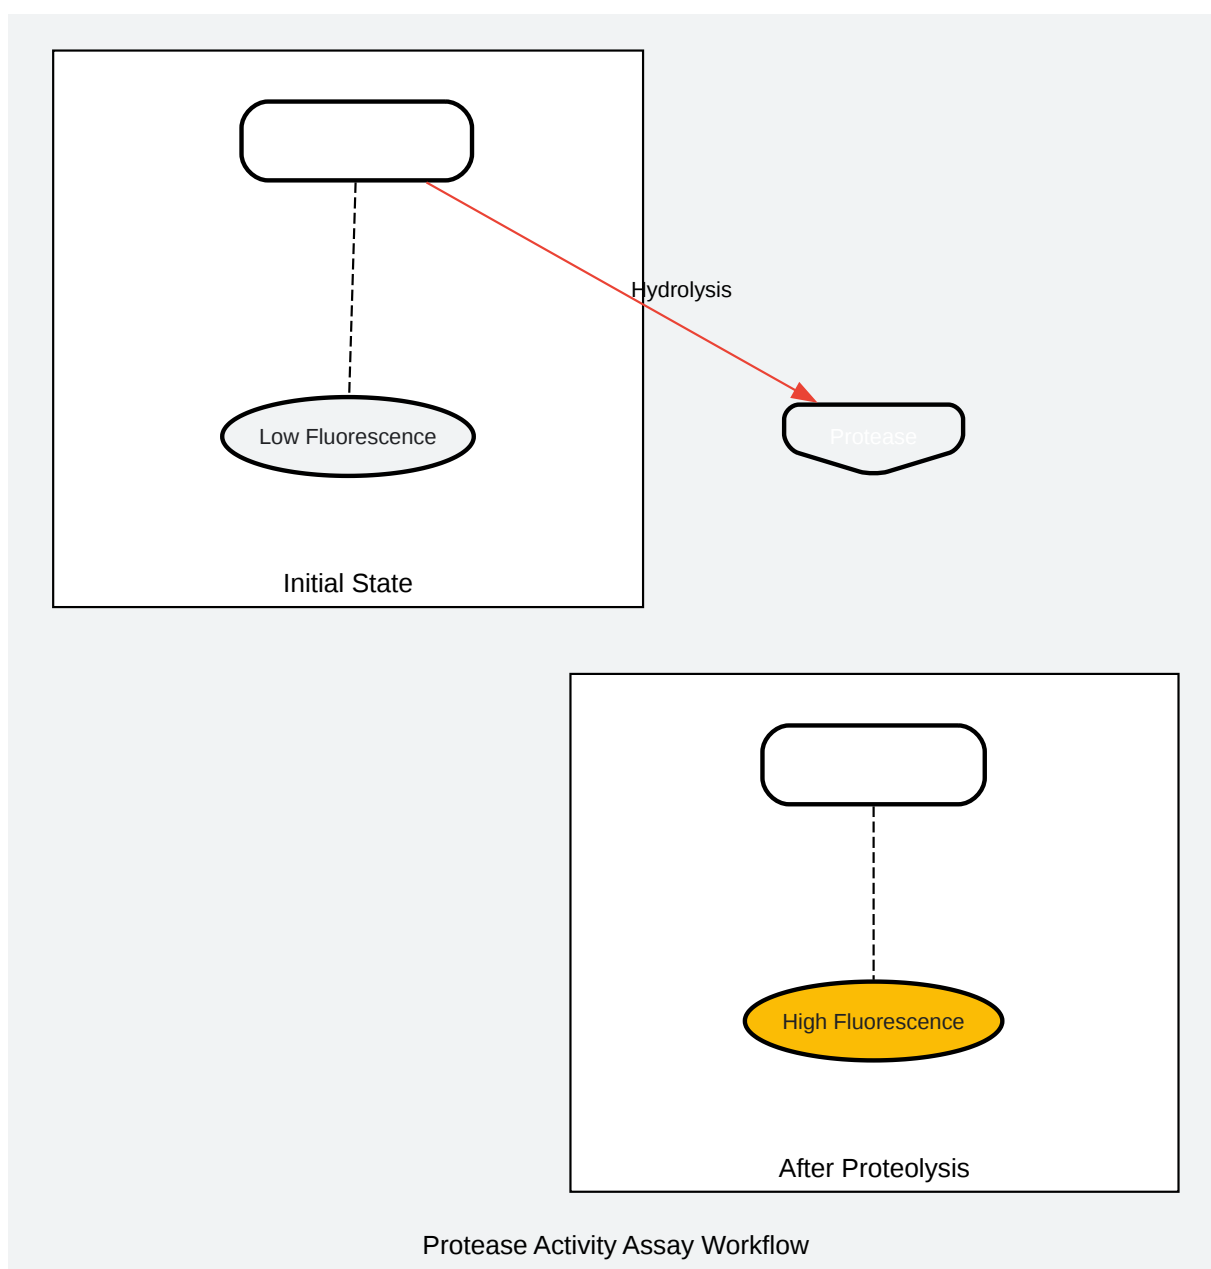 Hydrolysis
Low Fluorescence
Protease
Initial State
High Fluorescence
After Proteolysis
Protease Activity Assay Workflow